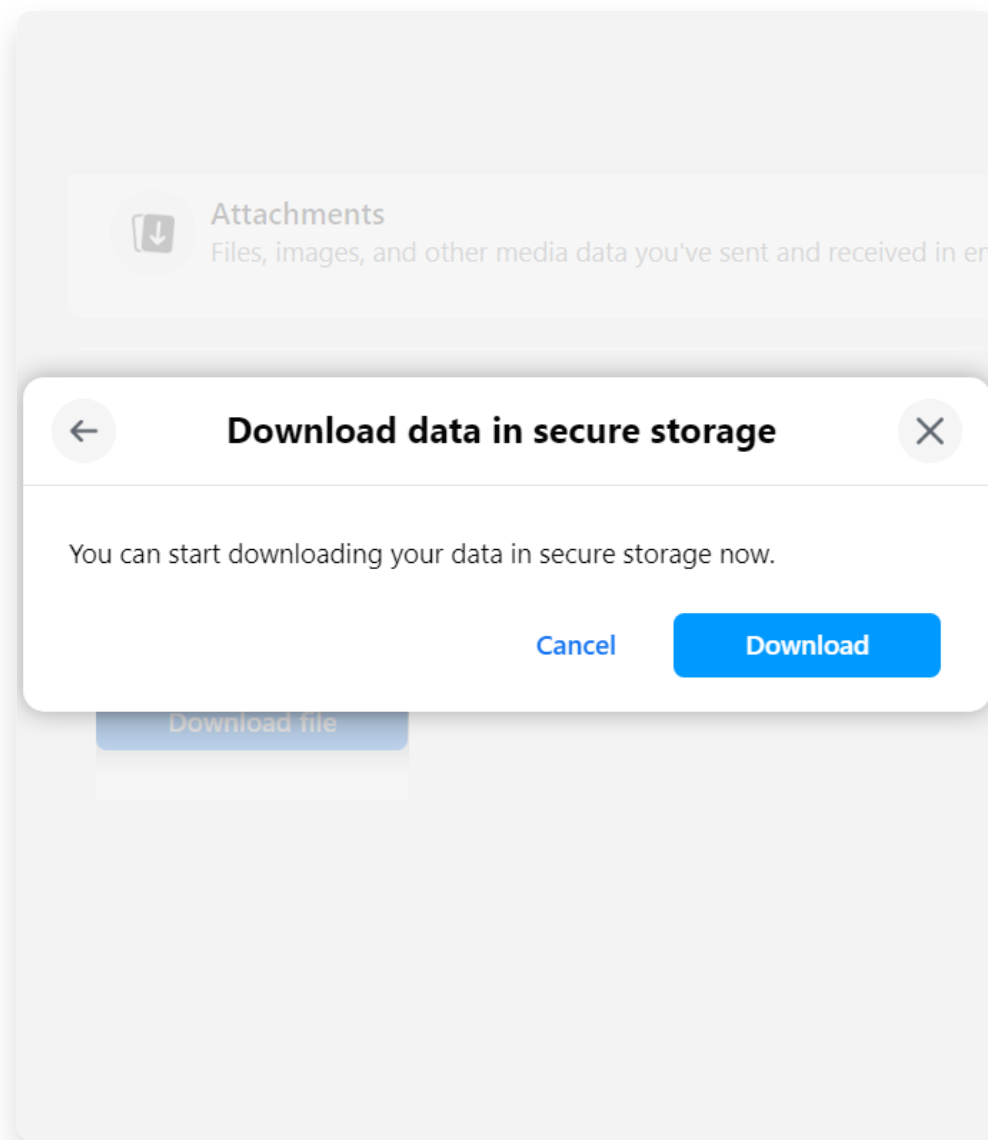 Attachments
Files, images, and other media data you've sent and received in
Download data in secure storage
You can start downloading your data in secure storage now.
Cancel
Download
Download file